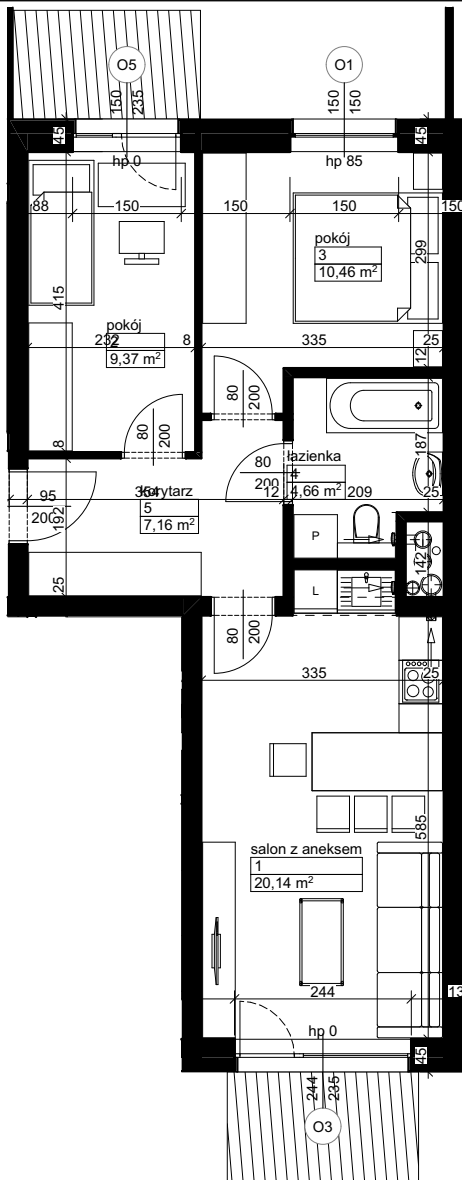 O5
O1
150
235
150
150
45
45
hp 0
hp 85
88
150
150
150
150
pokój
3
10,46 m²
299
415
pokój
2
9,37 m²
232
8
335
25
12
80
200
80
200
8
187
łazienka
4
4,66 m²
80
200
12
209
25
95
200
354
korytarz
5
7,16 m²
192
25
P
142
L
80
200
335
25
585
salon z aneksem
1
20,14 m²
244
13
hp 0
45
244
235
O3